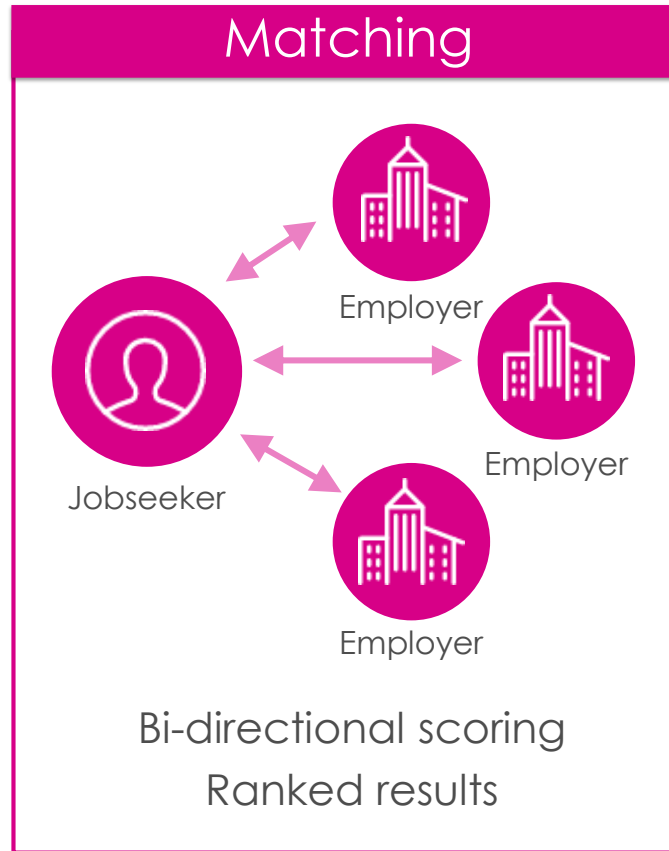 Matching
Employer
Employer
Jobseeker
Employer
Bi-directional scoring
Ranked results